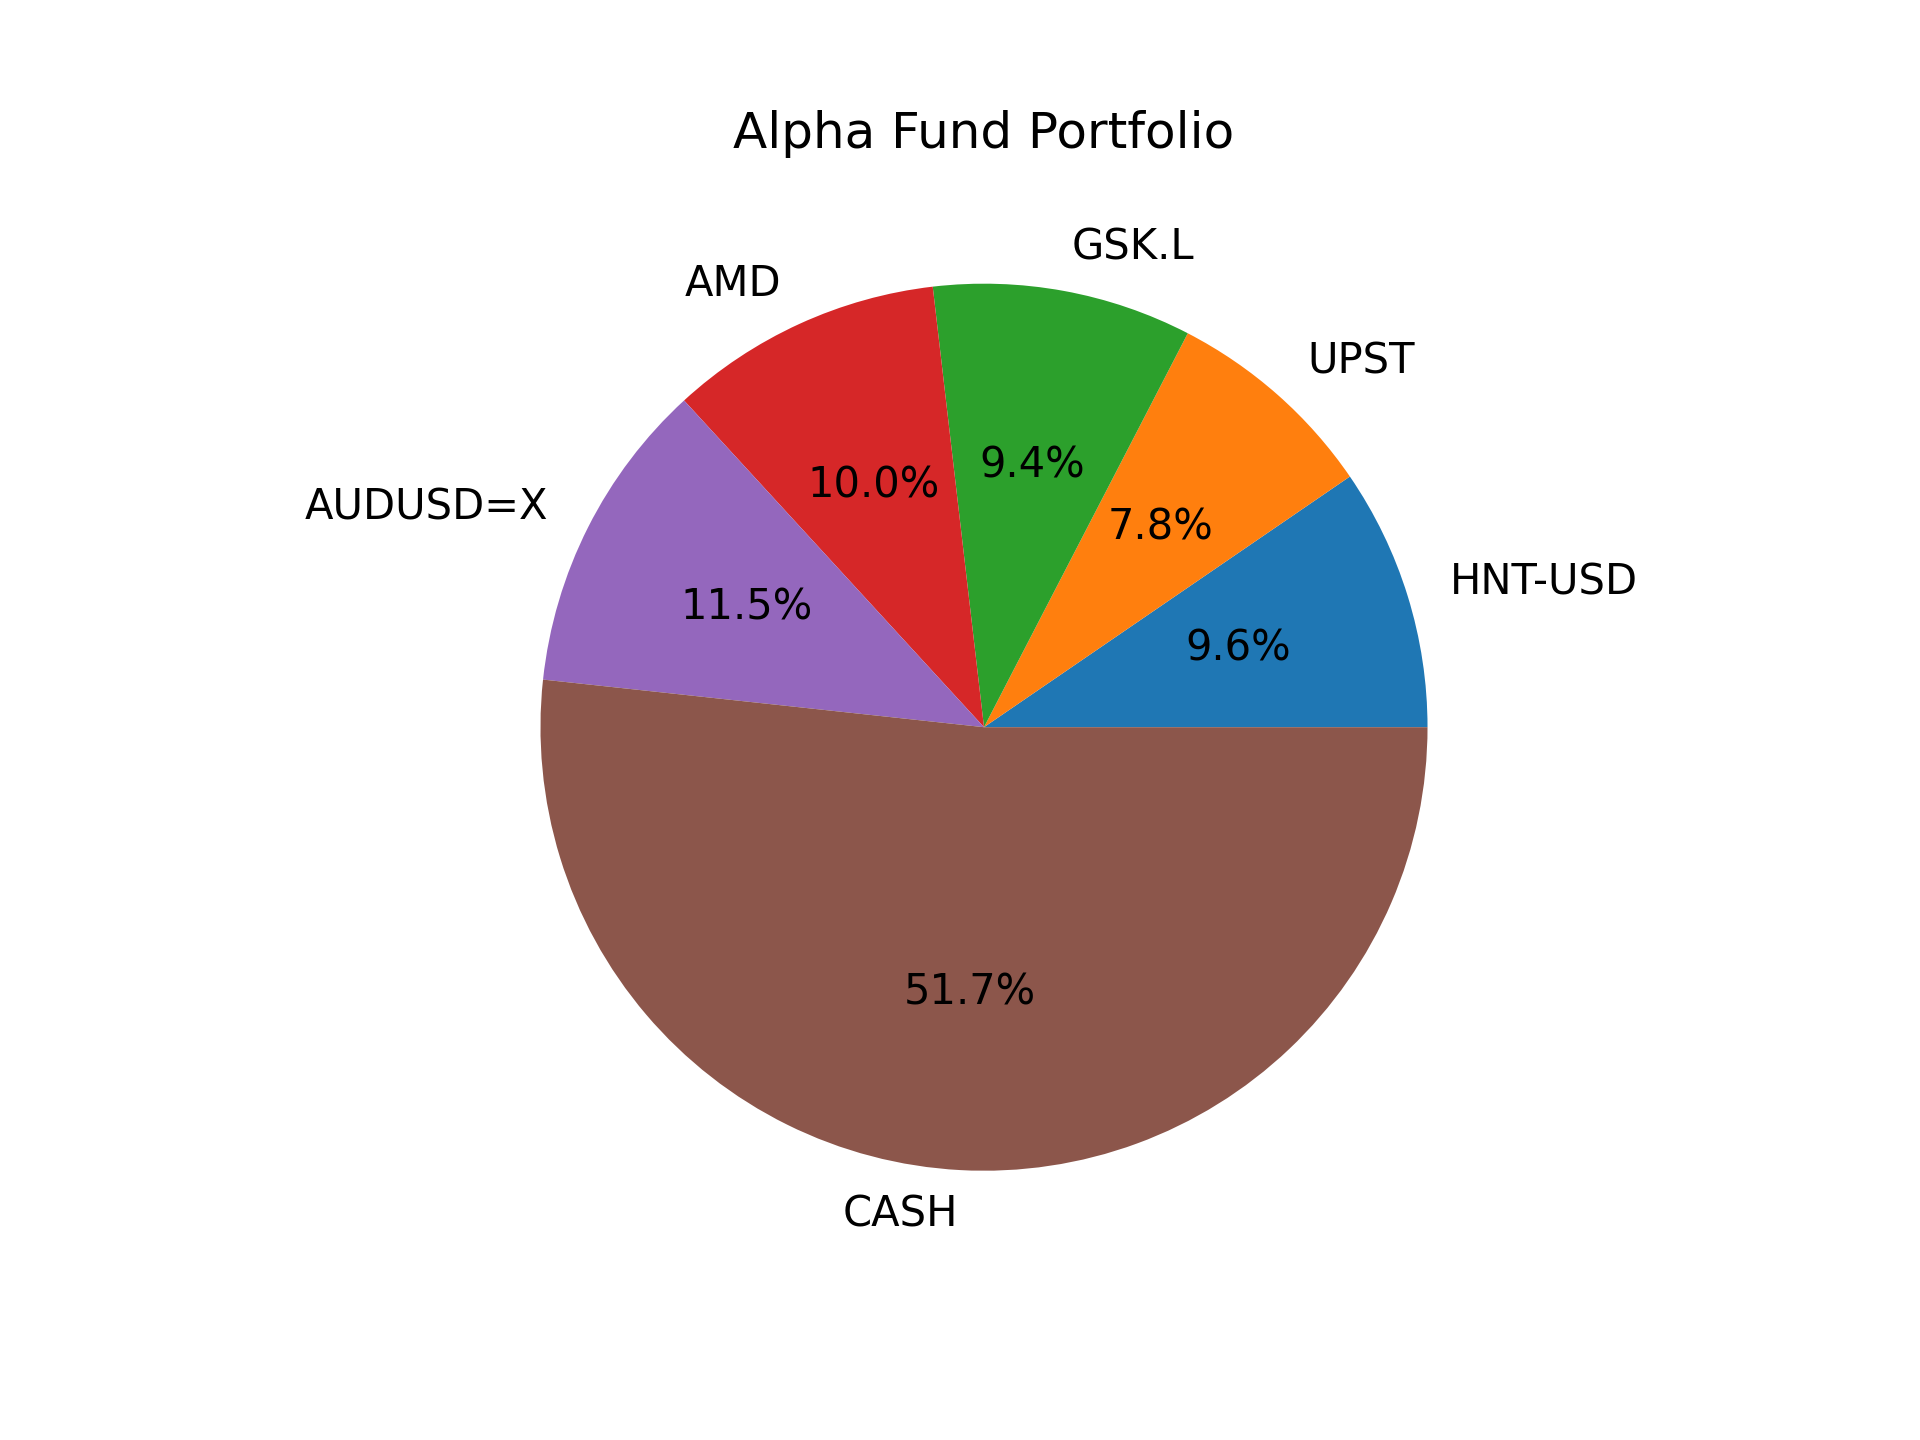 Alpha Fund Portfolio
GSK.L
AMD
UPST
AUDUSD=X
HNT-USD
9.4%
10.0%
7.8%
11.5%
9.6%
51.7%
CASH